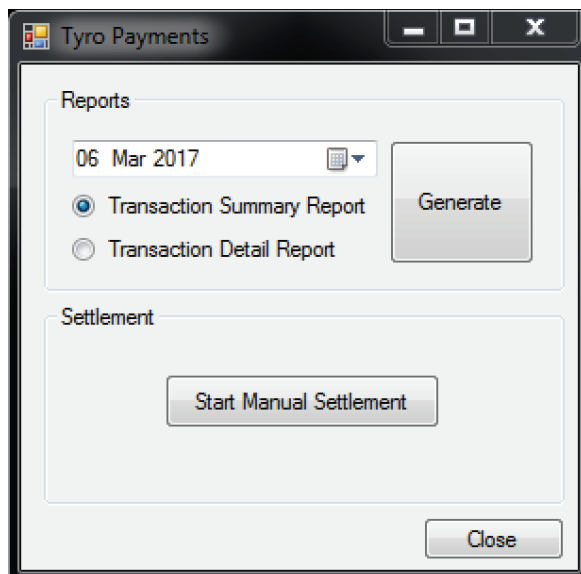 Tyro Payments
Reports
06 Mar 2017
Transaction Summary Report
Generate
Transaction Detail Report
Settlement
Start Manual Settlement
Close